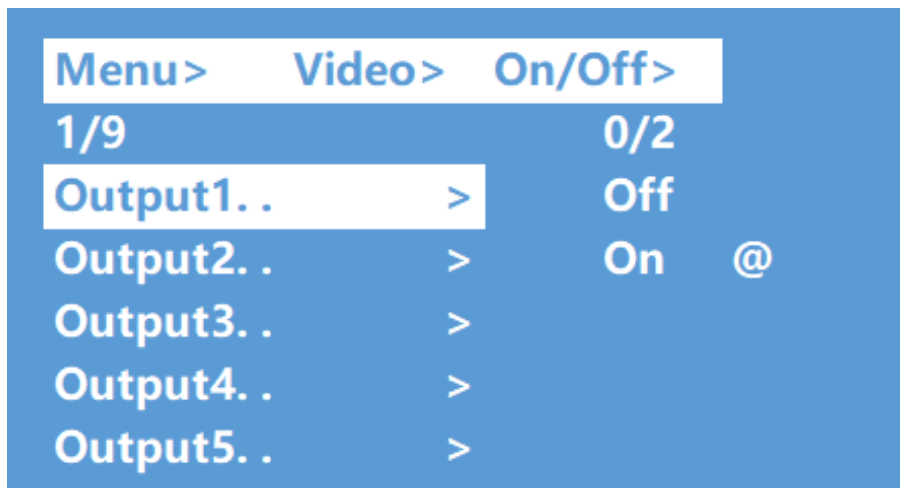 Menu> Video> On/Off>
1/9 0/2
Output1. . > Off
Output2. . > On @
Output3. . >
Output4. . >
Output5. . >